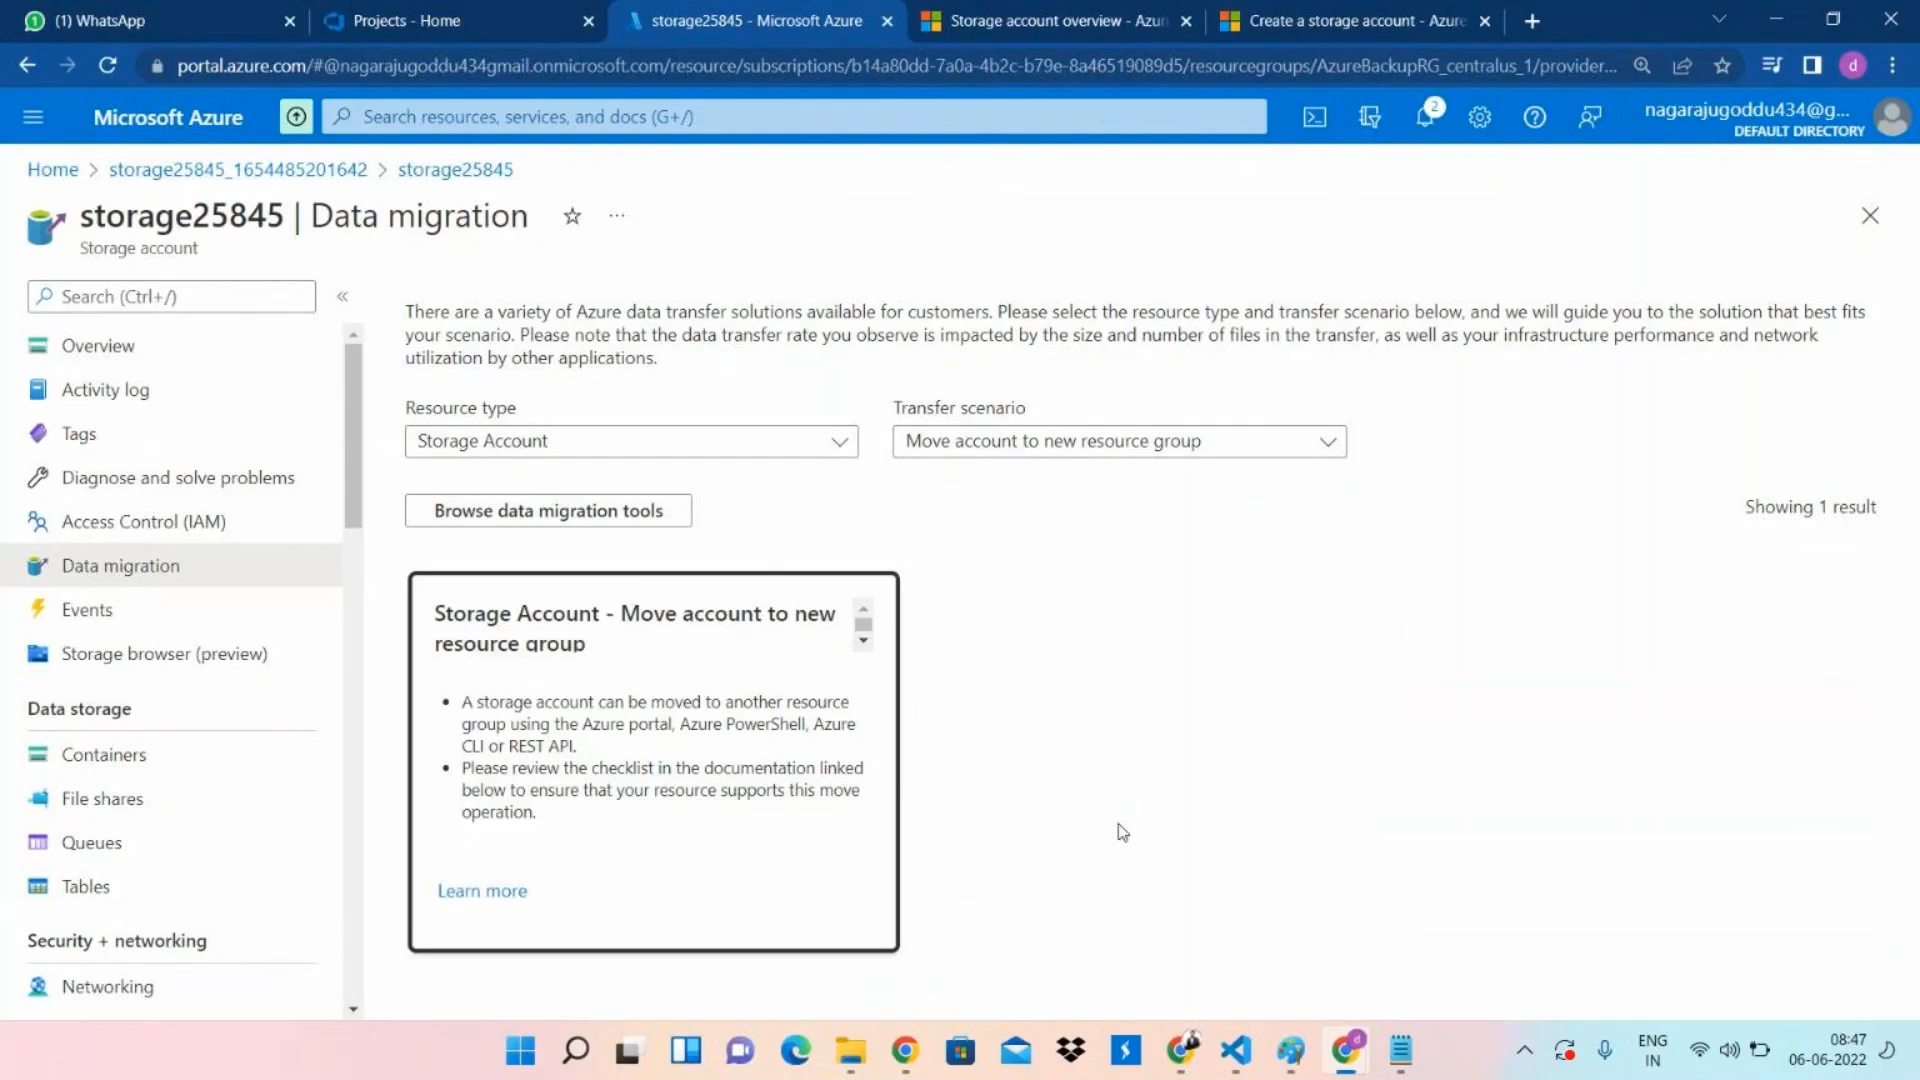 (1) WhatsApp
Projects - Home
storage25845 - Microsoft Azure
Storage account overview - Azur
Create a storage account - Azure
portal.azure.com/#@nagarajugoddu434gmail.onmicrosoft.com/resource/subscriptions/b14a80dd-7a0a-4b2c-b79e-8a46519089d5/resourcegroups/AzureBackupRG_centralus_1/provider...
d
Microsoft Azure
Search resources, services, and docs (G+/)
2
nagarajugoddu434@g...
DEFAULT DIRECTORY
Home > storage25845_1654485201642 > storage25845
storage25845 | Data migration
Storage account
Search (Ctrl+/)
Overview
Activity log
Tags
Diagnose and solve problems
Access Control (IAM)
Data migration
Events
Storage browser (preview)
Data storage
Containers
File shares
Queues
Tables
Security + networking
Networking
There are a variety of Azure data transfer solutions available for customers. Please select the resource type and transfer scenario below, and we will guide you to the solution that best fits
your scenario. Please note that the data transfer rate you observe is impacted by the size and number of files in the transfer, as well as your infrastructure performance and network
utilization by other applications.
Resource type
Storage Account
Transfer scenario
Move account to new resource group
Browse data migration tools
Showing 1 result
Storage Account - Move account to new
resource group
• A storage account can be moved to another resource
group using the Azure portal, Azure PowerShell, Azure
CLI or REST API.
• Please review the checklist in the documentation linked
below to ensure that your resource supports this move
operation.
Learn more
ENG
IN
08:47
06-06-2022